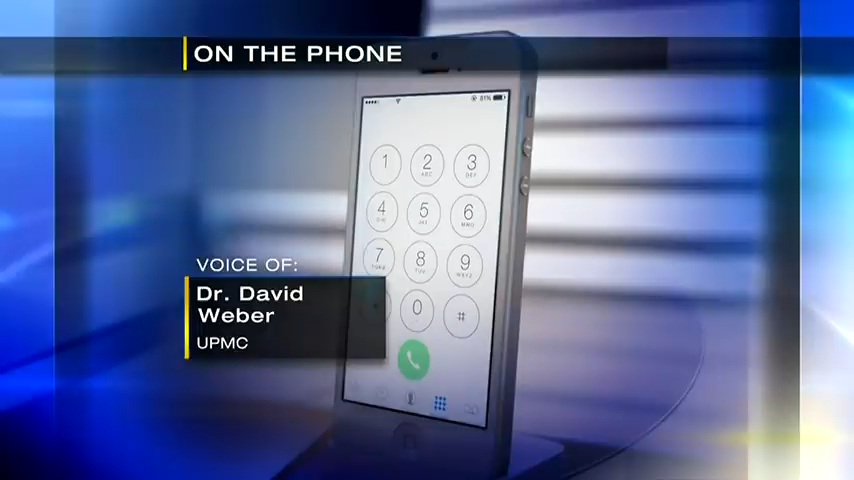 ON THE PHONE
81%
1
2
ABC
3
DEF
4
GHI
5
JKL
6
MNO
7
8
TUV
9
WXYZ
0
#
VOICE OF:
Dr. David
Weber
UPMC